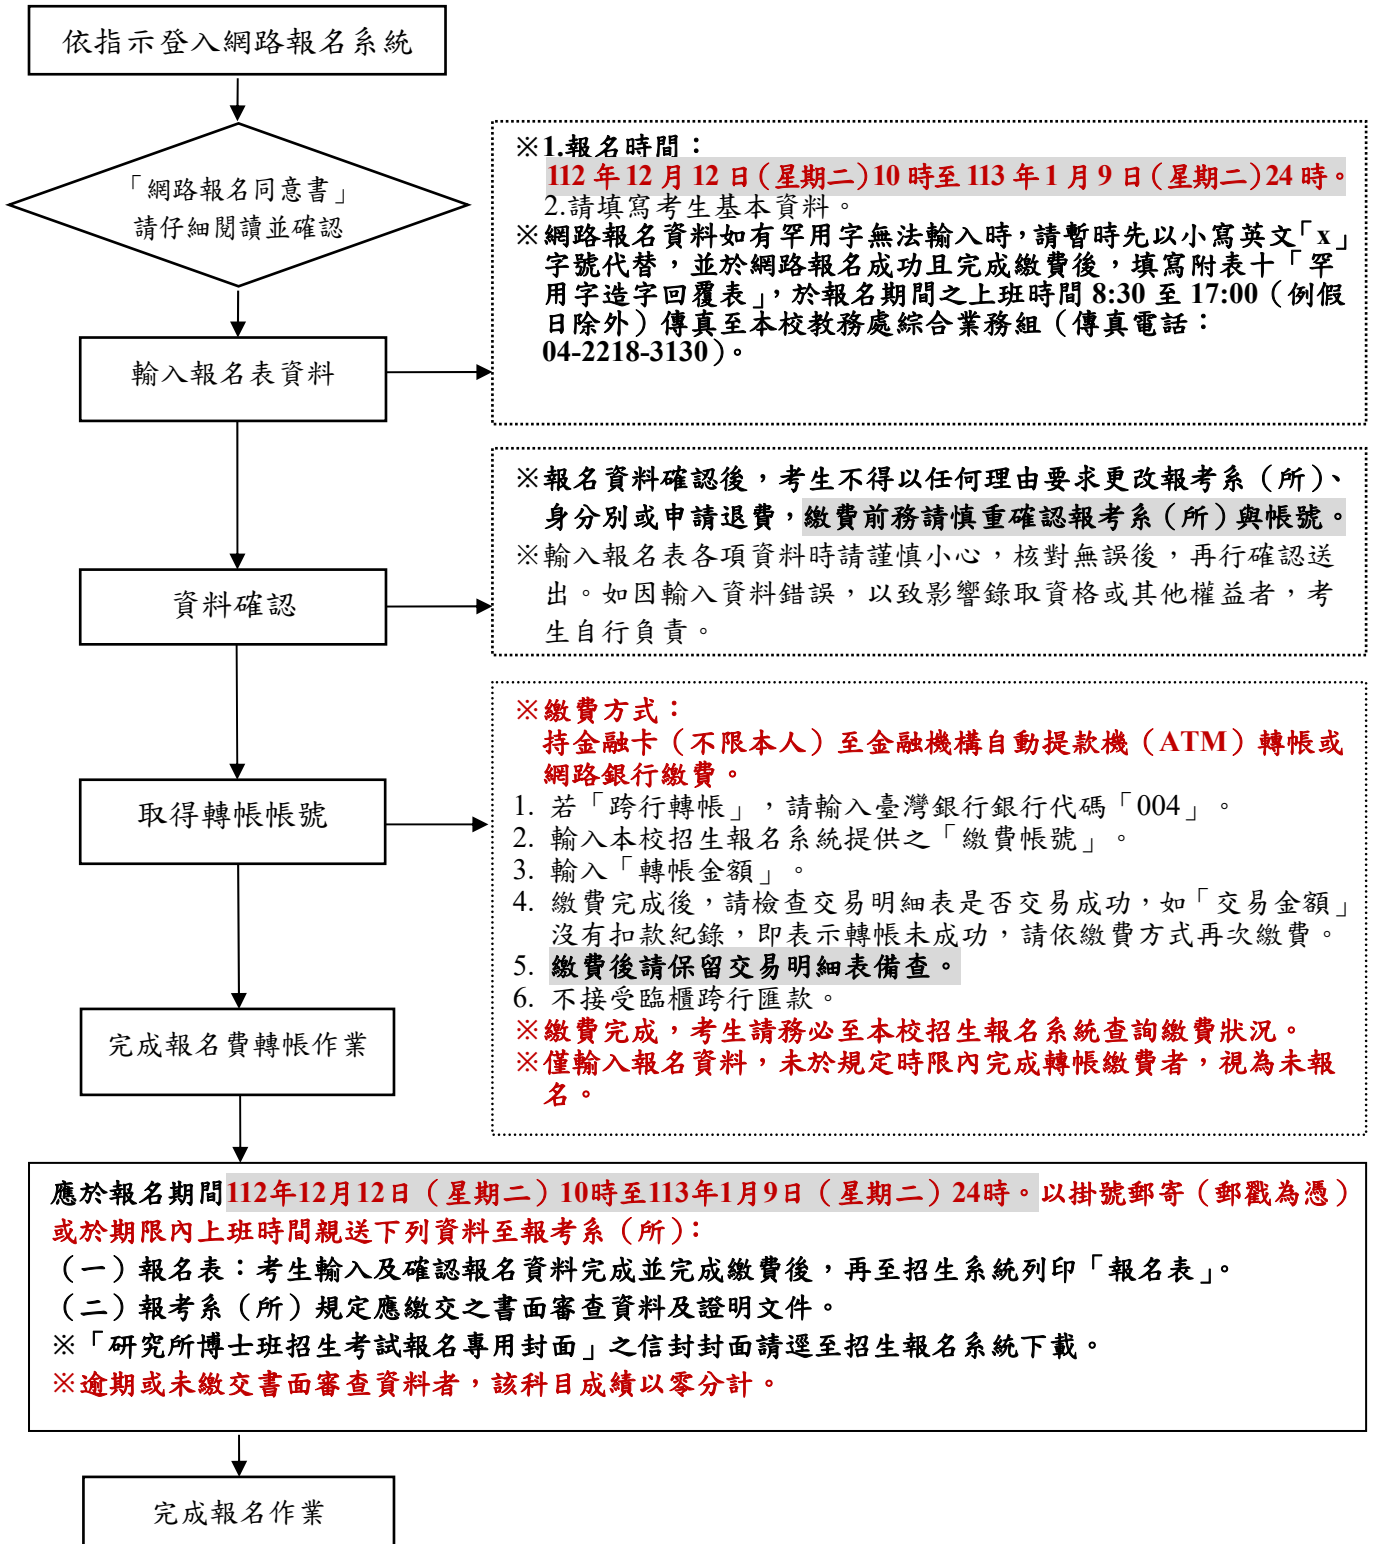 依指示登入網路報名系統
「網路報名同意書」
請仔細閱讀並確認
※1.報名時間：
112 年 12 月 12 日（星期二）10 時至 113 年 1 月 9 日（星期二）24 時。
2.請填寫考生基本資料。
※網路報名資料如有罕用字無法輸入時，請暫時先以小寫英文「x」
字號代替，並於網路報名成功且完成繳費後，填寫附表十「罕
用字造字回覆表」，於報名期間之上班時間 8:30 至 17:00（例假
日除外）傳真至本校教務處綜合業務組（傳真電話：
04-2218-3130）。
輸入報名表資料
※報名資料確認後，考生不得以任何理由要求更改報考系（所）、
身分別或申請退費，繳費前務請慎重確認報考系（所）與帳號。
※輸入報名表各項資料時請謹慎小心，核對無誤後，再行確認送
出。如因輸入資料錯誤，以致影響錄取資格或其他權益者，考
生自行負責。
資料確認
※繳費方式：
持金融卡（不限本人）至金融機構自動提款機（ATM）轉帳或
網路銀行繳費。
1. 若「跨行轉帳」，請輸入臺灣銀行銀行代碼「004」。
2. 輸入本校招生報名系統提供之「繳費帳號」。
3. 輸入「轉帳金額」。
4. 繳費完成後，請檢查交易明細表是否交易成功，如「交易金額」
沒有扣款紀錄，即表示轉帳未成功，請依繳費方式再次繳費。
5. 繳費後請保留交易明細表備查。
6. 不接受臨櫃跨行匯款。
※繳費完成，考生請務必至本校招生報名系統查詢繳費狀況。
※僅輸入報名資料，未於規定時限內完成轉帳繳費者，視為未報
名。
取得轉帳帳號
完成報名費轉帳作業
應於報名期間112年12月12日（星期二）10時至113年1月9日（星期二）24時。以掛號郵寄（郵戳為憑）
或於期限內上班時間親送下列資料至報考系（所）：
（一）報名表：考生輸入及確認報名資料完成並完成繳費後，再至招生系統列印「報名表」。
（二）報考系（所）規定應繳交之書面審查資料及證明文件。
※「研究所博士班招生考試報名專用封面」之信封封面請逕至招生報名系統下載。
※逾期或未繳交書面審查資料者，該科目成績以零分計。
完成報名作業